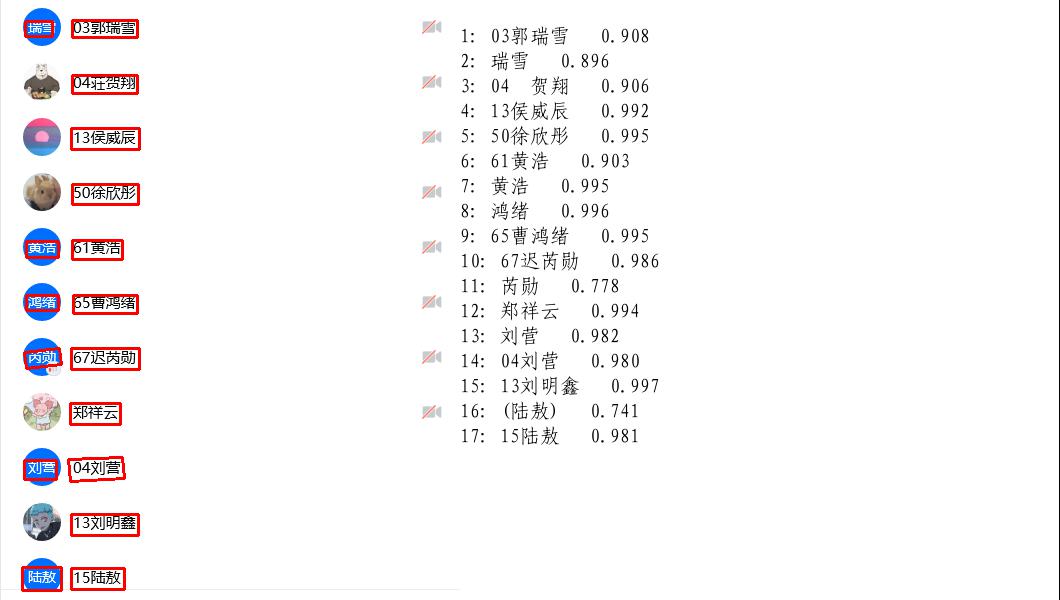 瑞雪 03郭瑞雪
04荘贺翔
13侯威辰
50徐欣彤
黄浩 61黄浩
鸿绪 65曹鸿绪
芮勋 67迟芮勋
郑祥云
刘营 04刘营
13刘明鑫
陆敖 15陆敖
1: 03郭瑞雪 0.908
2: 瑞雪 0.896
3: 04 贺翔 0.906
4: 13侯威辰 0.992
5: 50徐欣彤 0.995
6: 61黄浩 0.903
7: 黄浩 0.995
8: 鸿绪 0.996
9: 65曹鸿绪 0.995
10: 67迟芮勋 0.986
11: 芮勋 0.778
12: 郑祥云 0.994
13: 刘营 0.982
14: 04刘营 0.980
15: 13刘明鑫 0.997
16: (陆敖) 0.741
17: 15陆敖 0.981